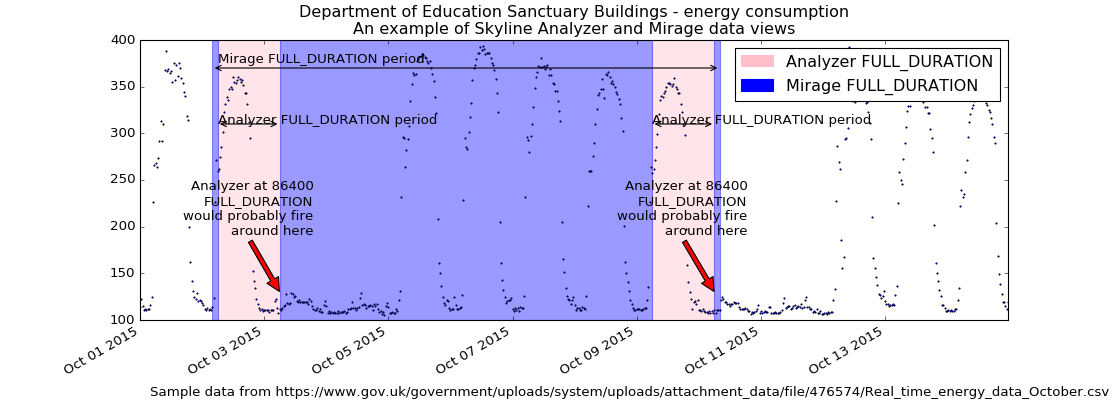 Department of Education Sanctuary Buildings - energy consumption
An example of Skyline Analyzer and Mirage data views
400
350
300
250
200
150
100
Mirage FULL_DURATION period
Analyzer FULL_DURATION
Mirage FULL_DURATION
Analyzer FULL_DURATION period
Analyzer FULL_DURATION period
Analyzer at 86400
FULL_DURATION
would probably fire
around here
Analyzer at 86400
FULL_DURATION
would probably fire
around here
Oct 01 2015
Oct 03 2015
Oct 05 2015
Oct 07 2015
Oct 09 2015
Oct 11 2015
Oct 13 2015
Sample data from https://www.gov.uk/government/uploads/system/uploads/attachment_data/file/476574/Real_time_energy_data_October.csv